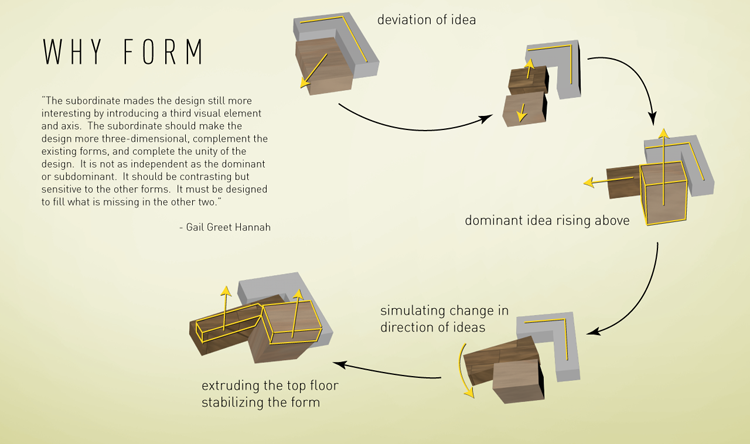 WHY FORM
"The subordinate mades the design still more
interesting by introducing a third visual element
and axis. The subordinate should make the
design more three-dimensional, complement the
existing forms, and complete the unity of the
design. It is not as independent as the dominant
or subdominant. It should be contrasting but
sensitive to the other forms. It must be designed
to fill what is missing in the other two."
- Gail Greet Hannah
deviation of idea
dominant idea rising above
simulating change in
direction of ideas
extruding the top floor
stabilizing the form